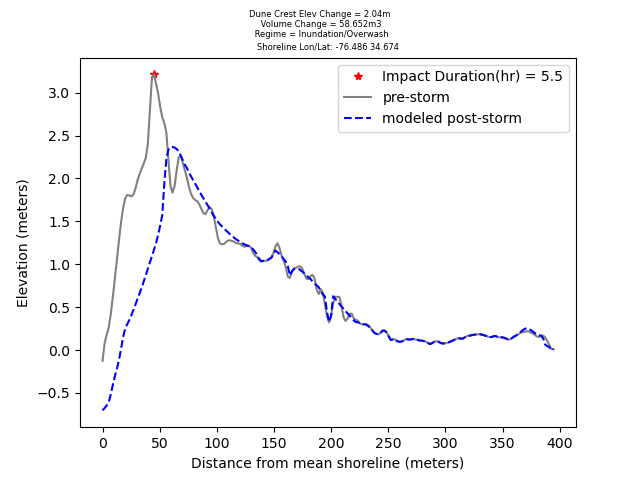 Dune Crest Elev Change = 2.04m
Volume Change = 58.652m3
Regime = Inundation/Overwash
Shoreline Lon/Lat: -76.486 34.674
Impact Duration(hr) = 5.5
pre-storm
modeled post-storm
3.0
2.5
2.0
1.5
1.0
0.5
0.0
−0.5
Elevation (meters)
0 50 100 150 200 250 300 350 400
Distance from mean shoreline (meters)